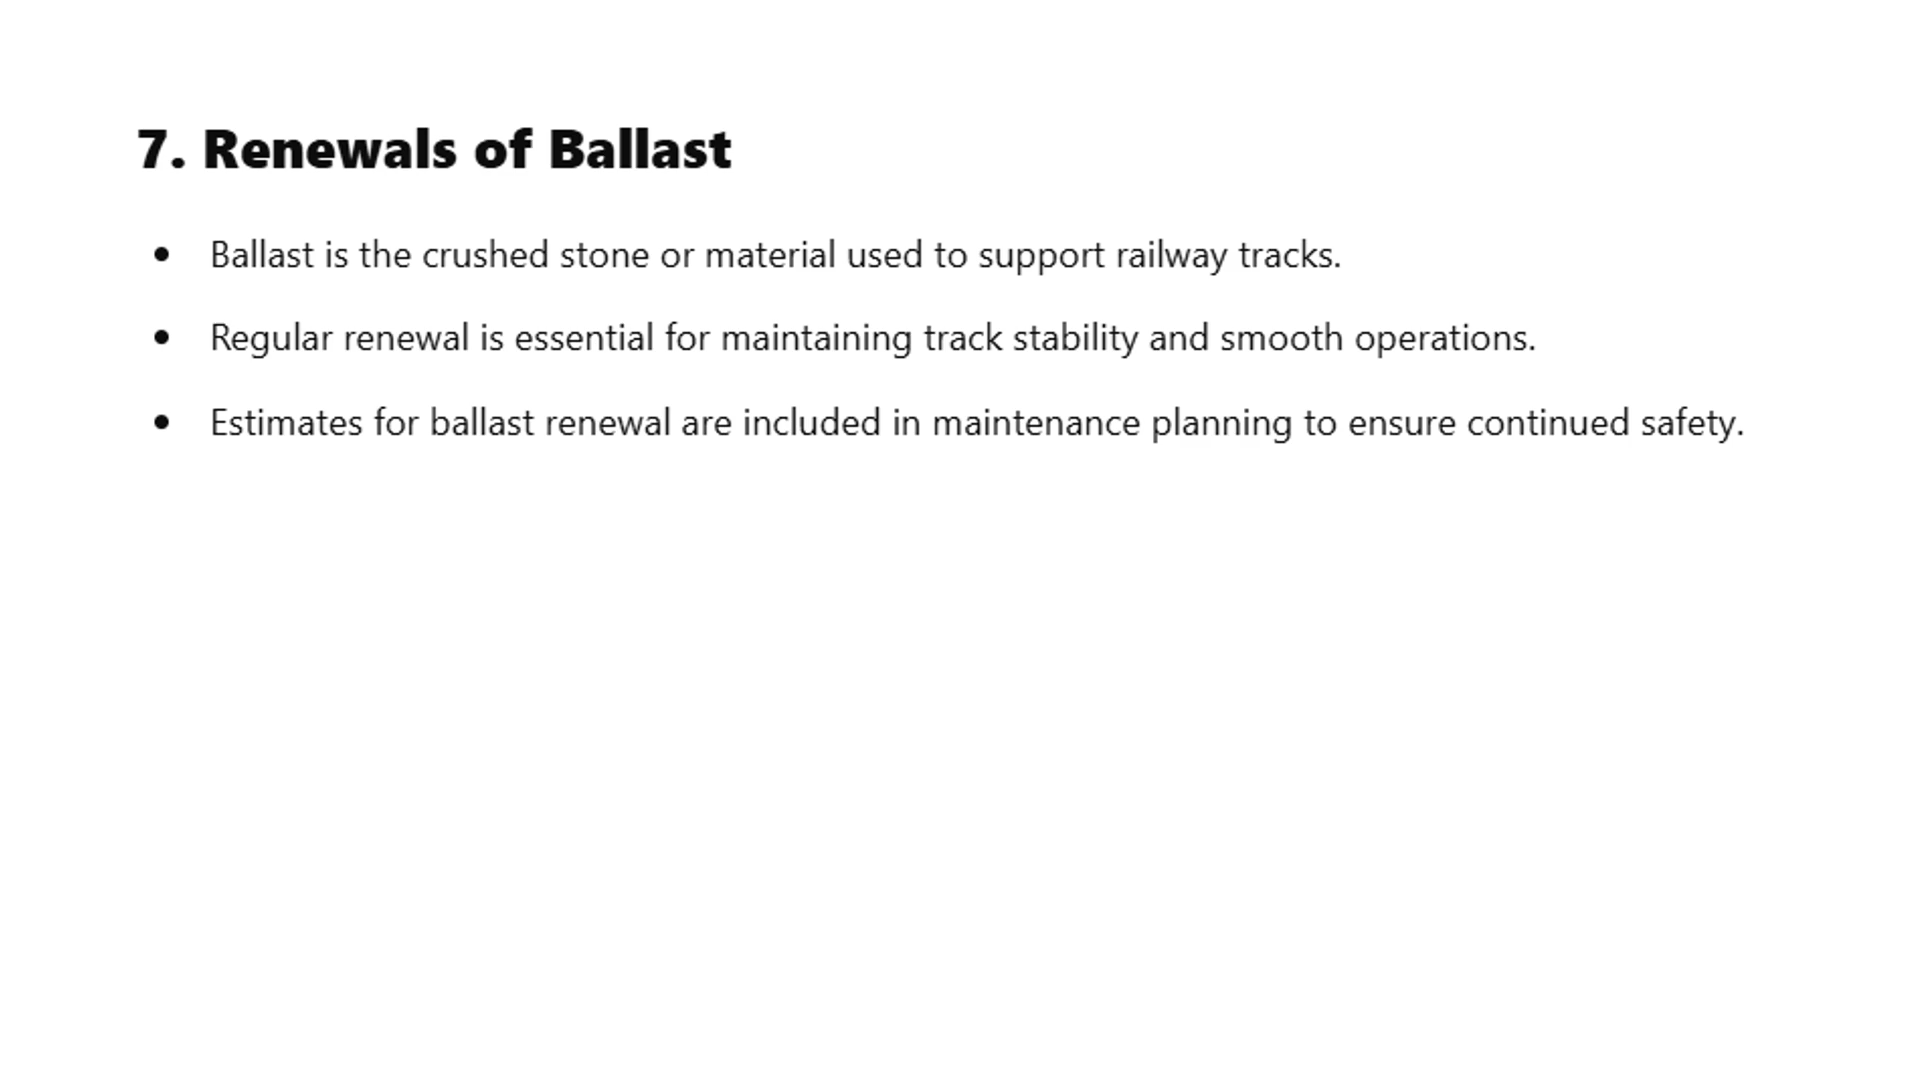 7. Renewals of Ballast
• Ballast is the crushed stone or material used to support railway tracks.
• Regular renewal is essential for maintaining track stability and smooth operations.
• Estimates for ballast renewal are included in maintenance planning to ensure continued safety.